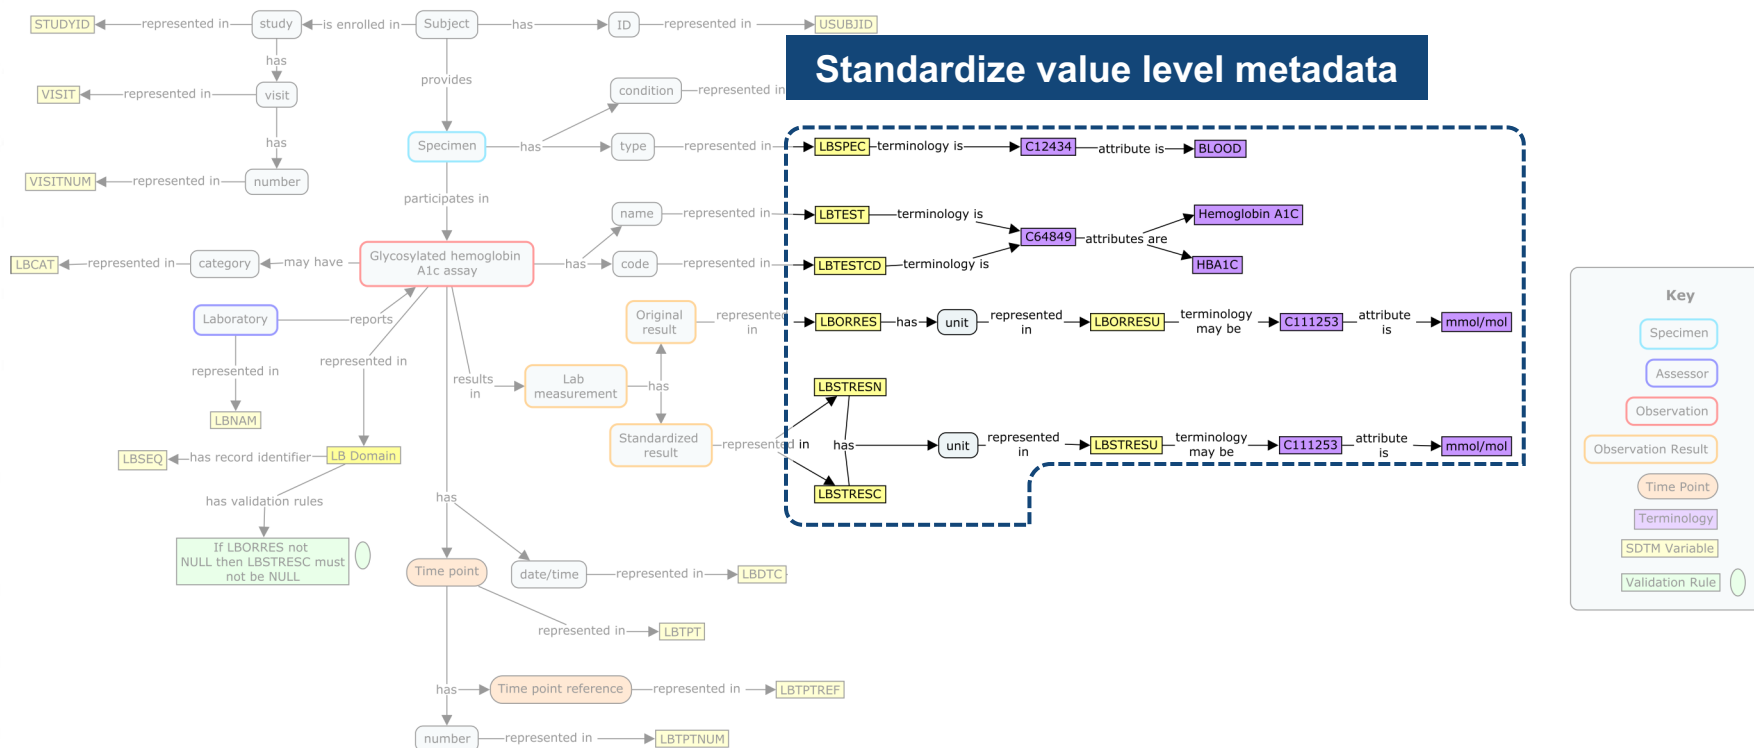 STUDYID
represented in
study
is enrolled in
Subject
has
ID
represented in
USUBJID
Standardize value level metadata
has
provides
condition
represented in
VISIT
represented in
visit
has
Specimen
has
type
represented in
LBSPEC
terminology is
C12434
attribute is
BLOOD
VISITNUM
represented in
number
participates in
name
represented in
LBTEST
terminology is
Hemoglobin A1C
C64849
attributes are
LBCAT
represented in
category
may have
Glycosylated hemoglobin
A1c assay
has
code
represented in
LBTESTCD
terminology is
HBA1C
Laboratory
reports
Original
result
represented
in
LBORRES
has
unit
represented
in
LBORRESU
terminology
may be
C111253
attribute
is
mmol/mol
represented in
represented in
results
in
Lab
measurement
has
LBSTRESN
LBNAM
Standardized
result
represented in
has
unit
represented
in
LBSTRESU
terminology
may be
C111253
attribute
is
mmol/mol
LBSTRESC
LBSEQ
has record identifier
LB Domain
has validation rules
has
If LBORRES not
NULL then LBSTRESC must
not be NULL
Time point
date/time
represented in
LBDTC
represented in
LBTPT
has
Time point reference
represented in
LBTPTREF
number
represented in
LBTPTNUM
Key
Specimen
Assessor
Observation
Observation Result
Time Point
Terminology
SDTM Variable
Validation Rule